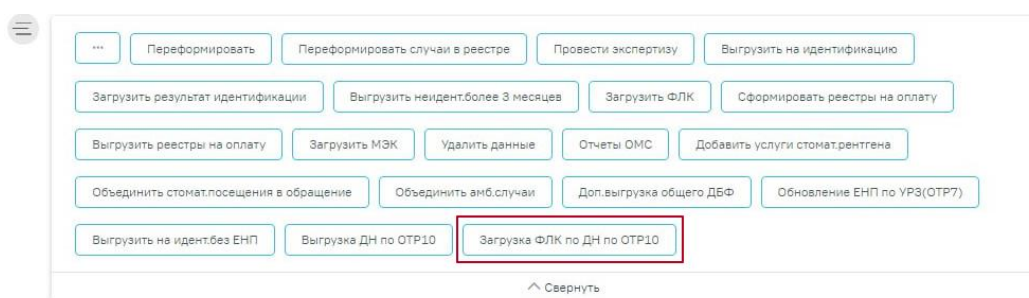 ... Переформировать Переформировать случаи в реестре Провести экспертизу Выгрузить на идентификацию
Загрузить результат идентификации Выгрузить неидент.более 3 месяцев Загрузить ФЛК Сформировать реестры на оплату
Выгрузить реестры на оплату Загрузить МЭК Удалить данные Отчеты ОМС Добавить услуги стомат.рентгена
Объединить стомат.посещения в обращение Объединить амб.случаи Доп.выгрузка общего ДБФ Обновление ЕНП по УРЗ(ОТР7)
Выгрузить на идент.без ЕНП Выгрузка ДН по ОТР10 Загрузка ФЛК по ДН по ОТР10
Свернуть